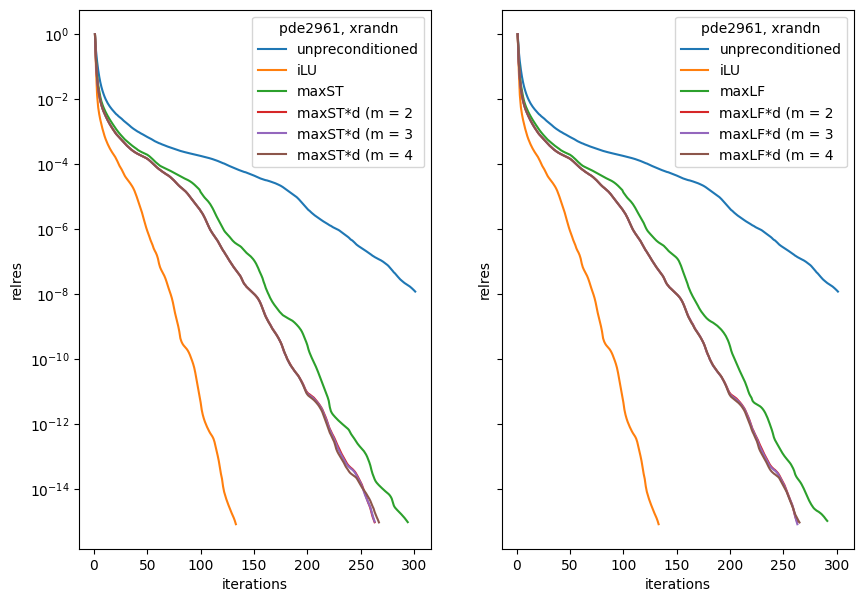 pde2961, xrandn
unpreconditioned
iLU
maxST
maxST*d (m = 2
maxST*d (m = 3
maxST*d (m = 4
10^0
10^-2
10^-4
10^-6
10^-8
10^-10
10^-12
10^-14
relres
0 50 100 150 200 250 300
iterations
pde2961, xrandn
unpreconditioned
iLU
maxLF
maxLF*d (m = 2
maxLF*d (m = 3
maxLF*d (m = 4
relres
0 50 100 150 200 250 300
iterations